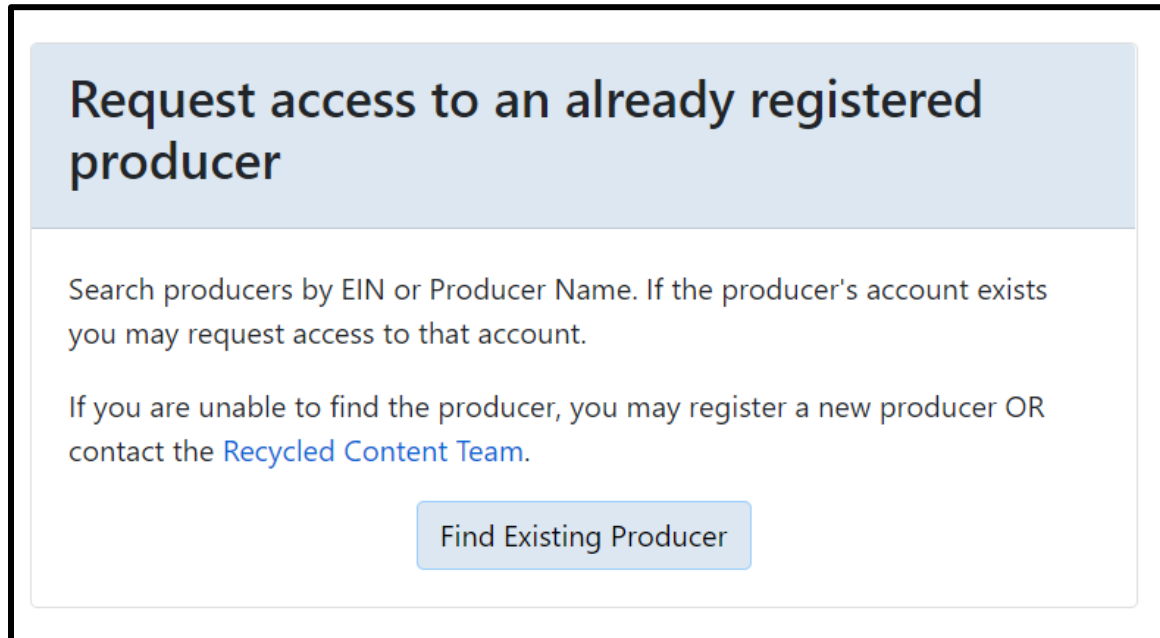 Request access to an already registered
producer
Search producers by EIN or Producer Name. If the producer's account exists
you may request access to that account.
If you are unable to find the producer, you may register a new producer OR
contact the Recycled Content Team.
Find Existing Producer